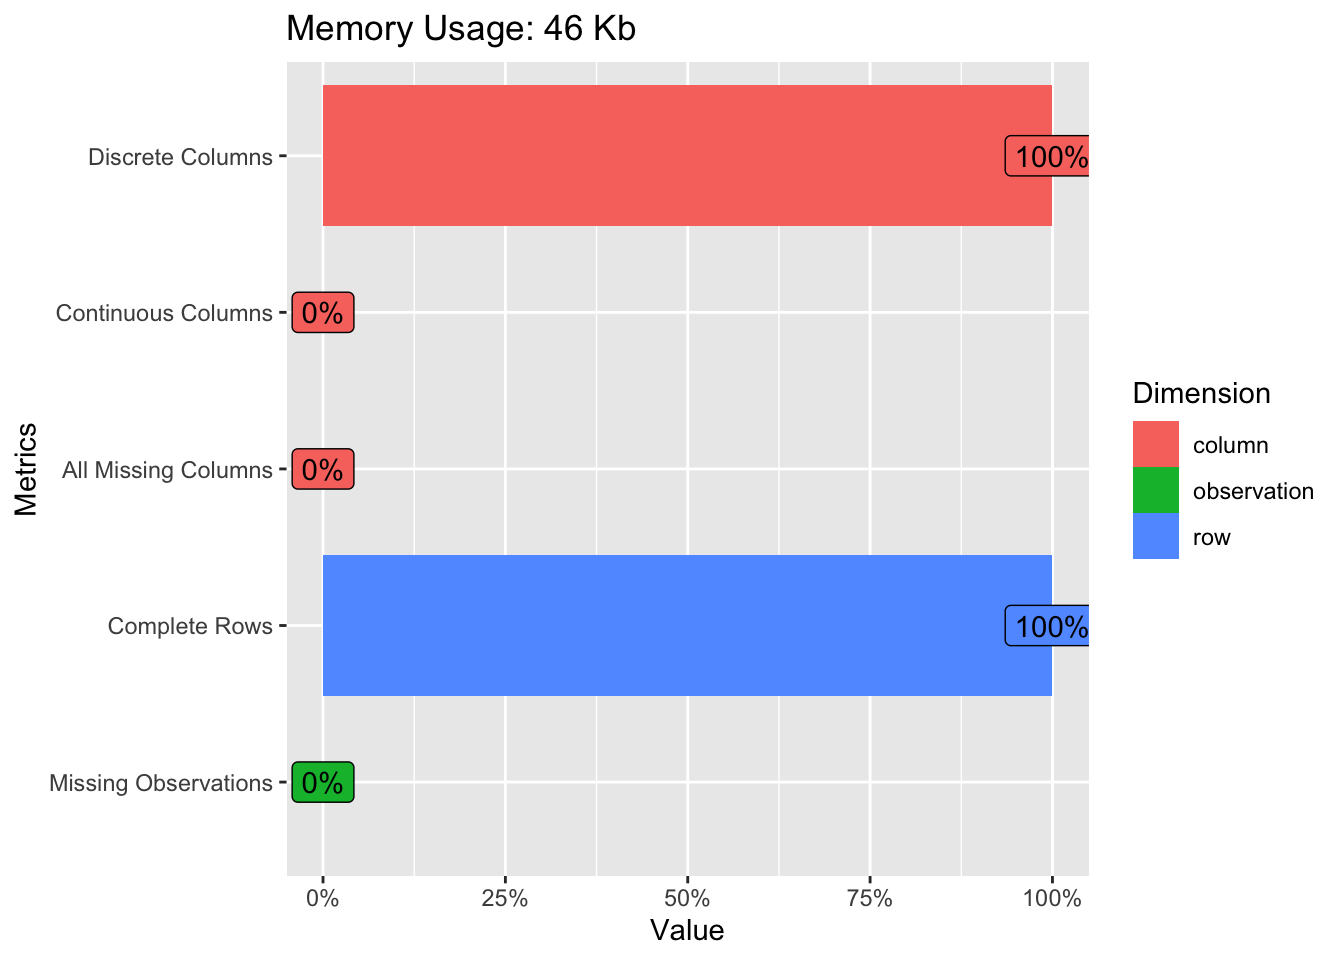 Memory Usage: 46 Kb
Discrete Columns
100%
Continuous Columns
0%
All Missing Columns
0%
Complete Rows
100%
Missing Observations
0%
0%
25%
50%
75%
100%
Value
Metrics
Dimension
column
observation
row